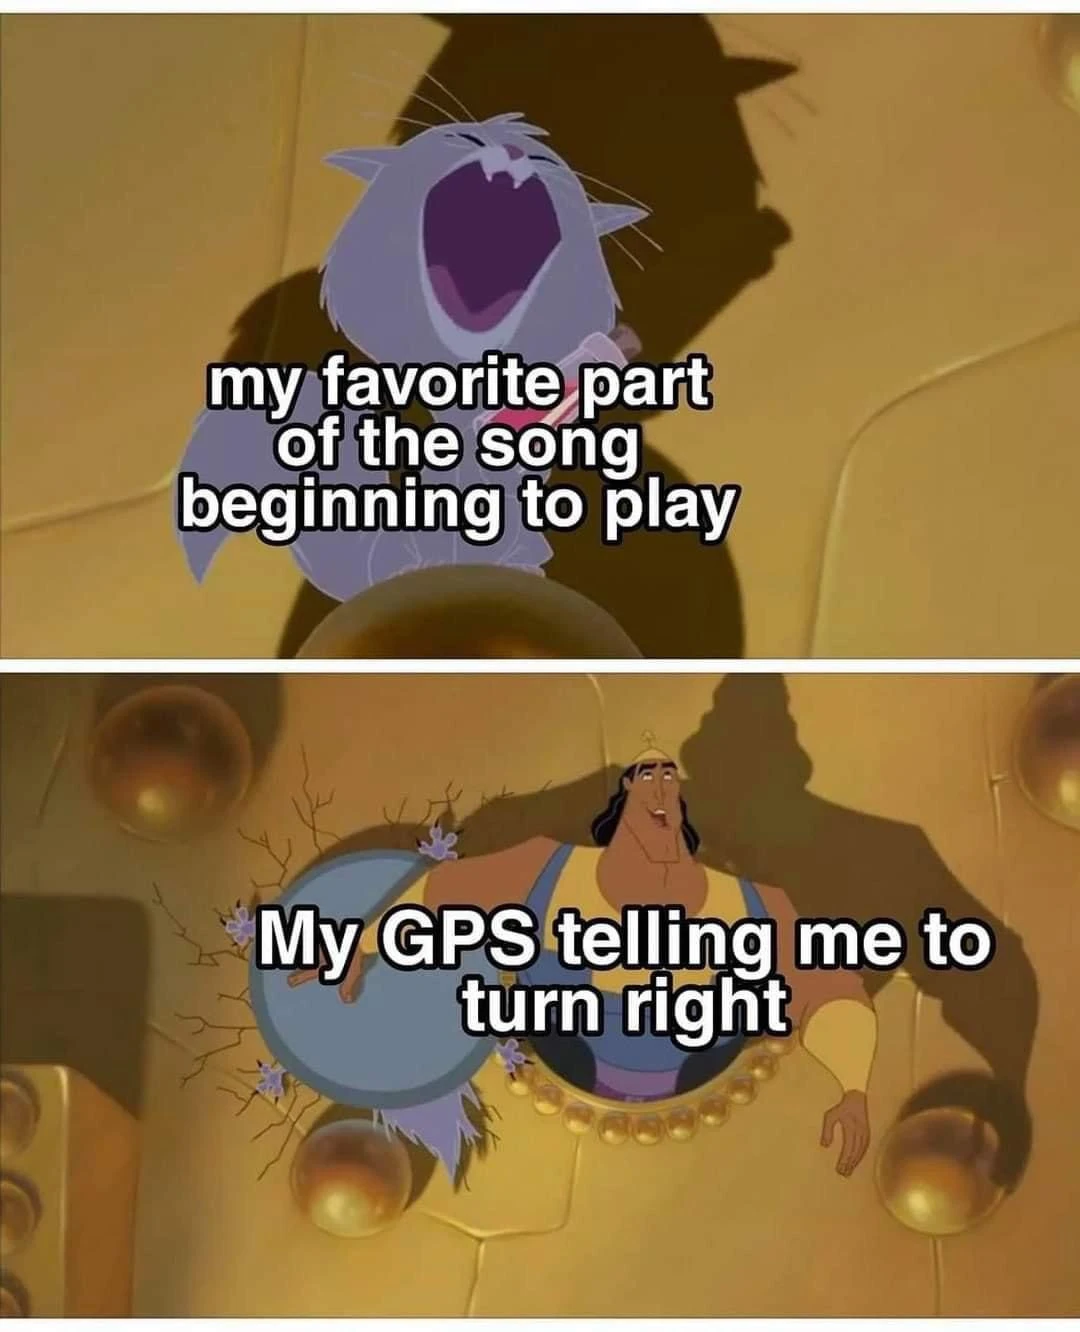 my favorite part
of the song
beginning to play
My GPS telling me to
turn right